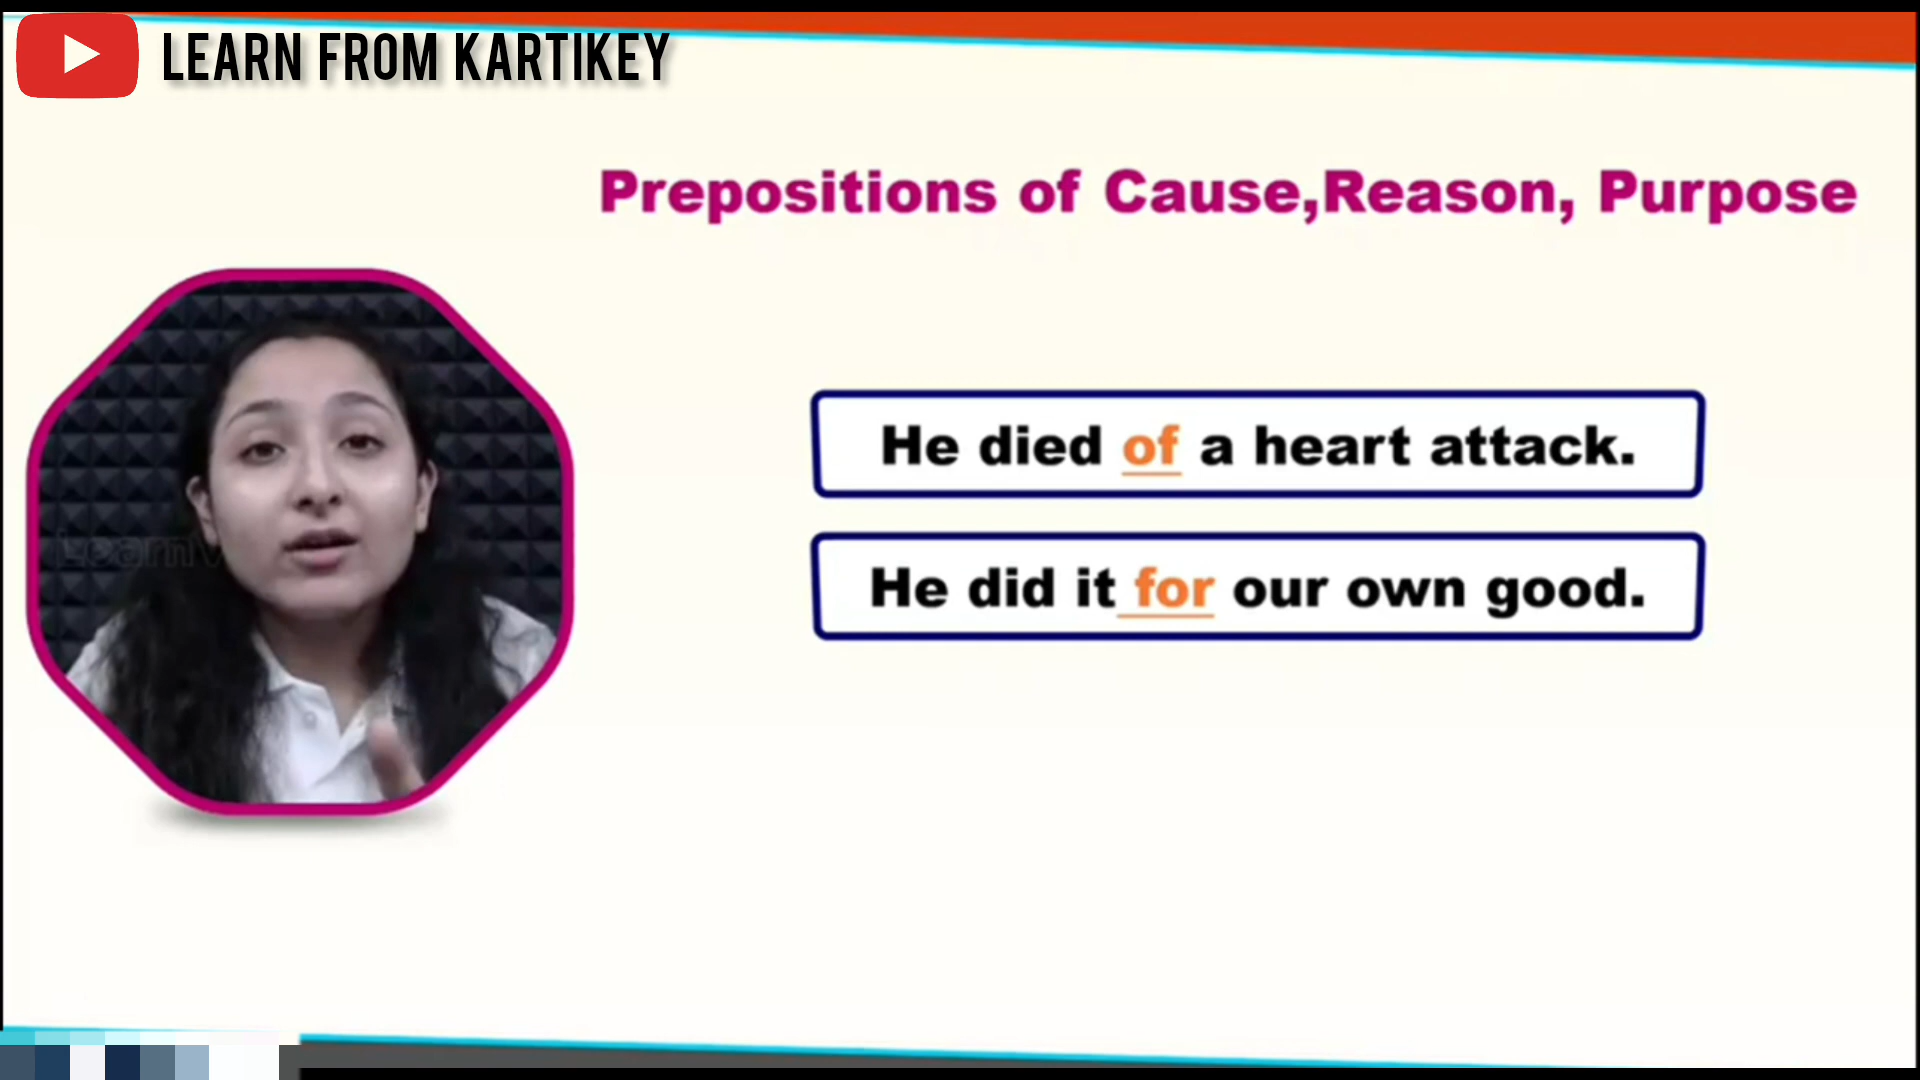 LEARN FROM KARTIKEY
Prepositions of Cause,Reason, Purpose
He died of a heart attack.
He did it for our own good.